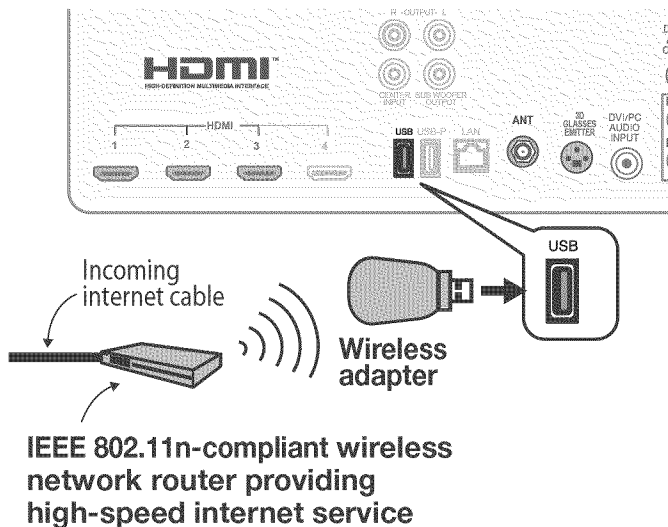 R -OUTPUT- L
HDMI™
HIGH-DEFINITION MULTIMEDIA INTERFACE
CENTER INPUT
SUB WOOFER OUTPUT
HDMI
1 2 3 4
USB USB-P LAN
ANT
3D GLASSES EMITTER
DVI/PC AUDIO INPUT
USB
Incoming
internet cable
Wireless
adapter
IEEE 802.11n-compliant wireless
network router providing
high-speed internet service